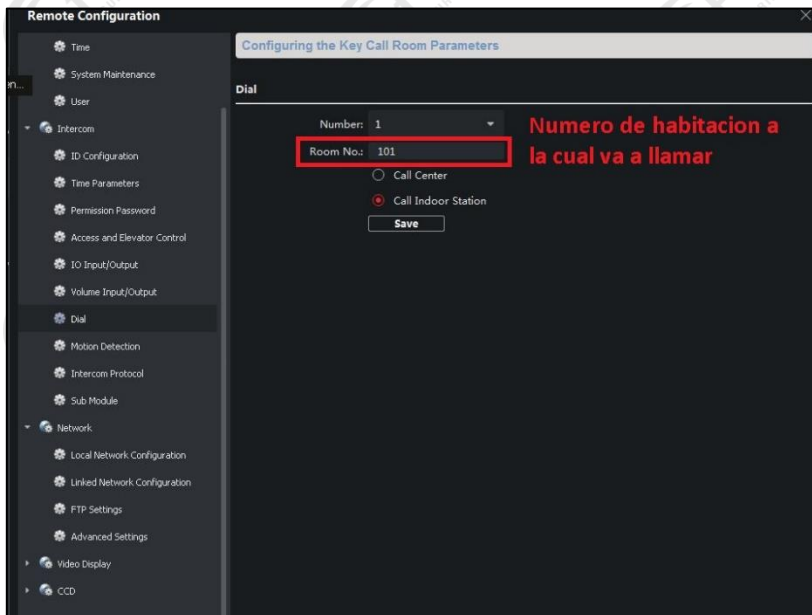 Remote Configuration
Time
System Maintenance
User
Intercom
ID Configuration
Time Parameters
Permission Password
Access and Elevator Control
IO Input/Output
Volume Input/Output
Dial
Motion Detection
Intercom Protocol
Sub Module
Network
Local Network Configuration
Linked Network Configuration
FTP Settings
Advanced Settings
Video Display
CCD
Configuring the Key Call Room Parameters
Dial
Number: 1
Room No.: 101
Call Center
Call Indoor Station
Save
Numero de habitacion a
la cual va a llamar